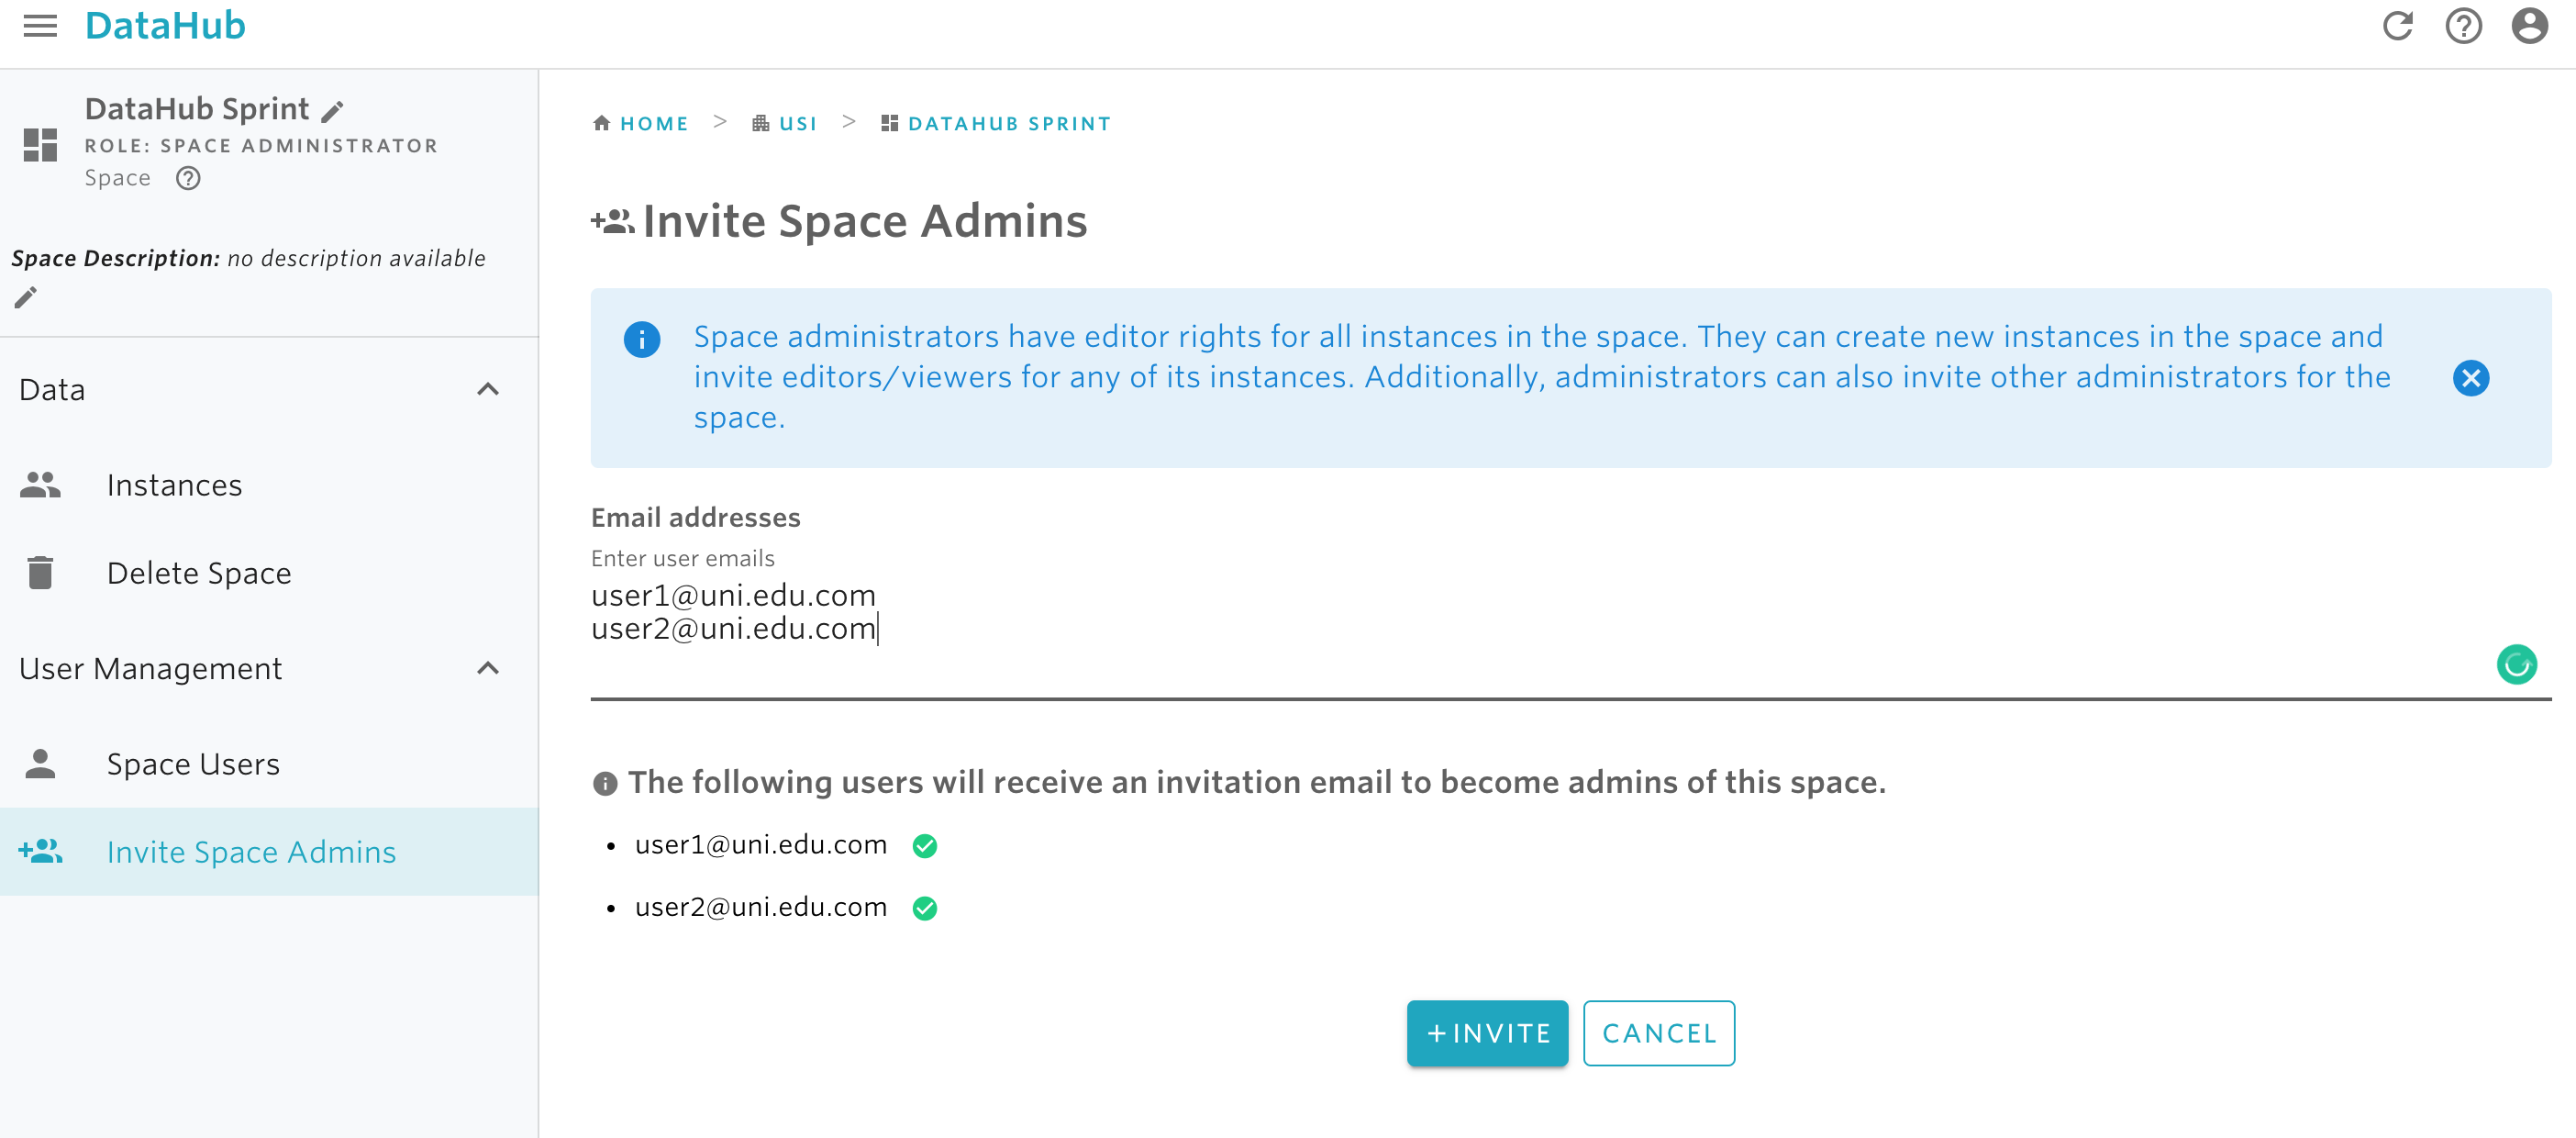 DataHub
DataHub Sprint
ROLE: SPACE ADMINISTRATOR
Space
Space Description: no description available
Data
Instances
Delete Space
User Management
Space Users
Invite Space Admins
HOME > USI > DATAHUB SPRINT
Invite Space Admins
Space administrators have editor rights for all instances in the space. They can create new instances in the space and
invite editors/viewers for any of its instances. Additionally, administrators can also invite other administrators for the
space.
Email addresses
Enter user emails
user1@uni.edu.com
user2@uni.edu.com
The following users will receive an invitation email to become admins of this space.
• user1@uni.edu.com
• user2@uni.edu.com
+INVITE CANCEL